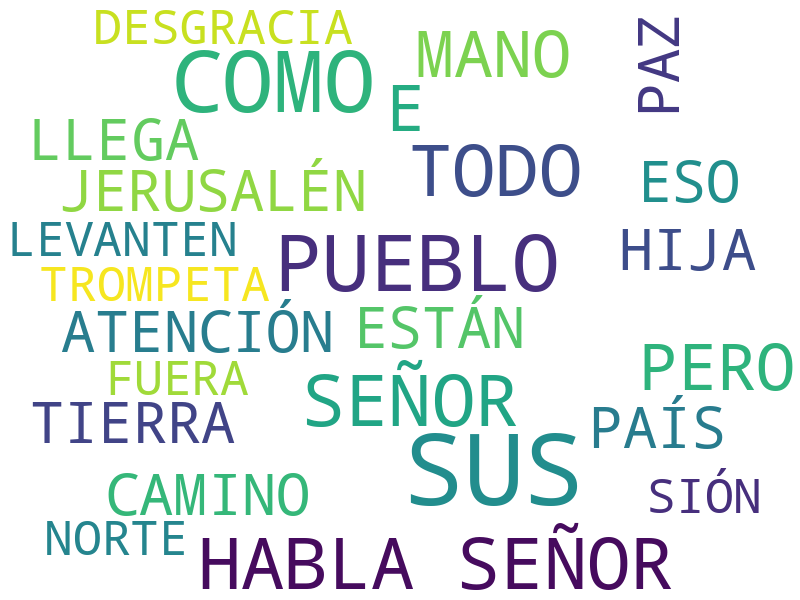 DESGRACIA
COMO
MANO
PAZ
E
LLEGA
TODO
JERUSALÉN
ESO
LEVANTEN
PUEBLO
HIJA
TROMPETA
ATENCIÓN
ESTÁN
PERO
FUERA
SEÑOR
TIERRA
PAÍS
SUS
CAMINO
SIÓN
NORTE
HABLA SEÑOR